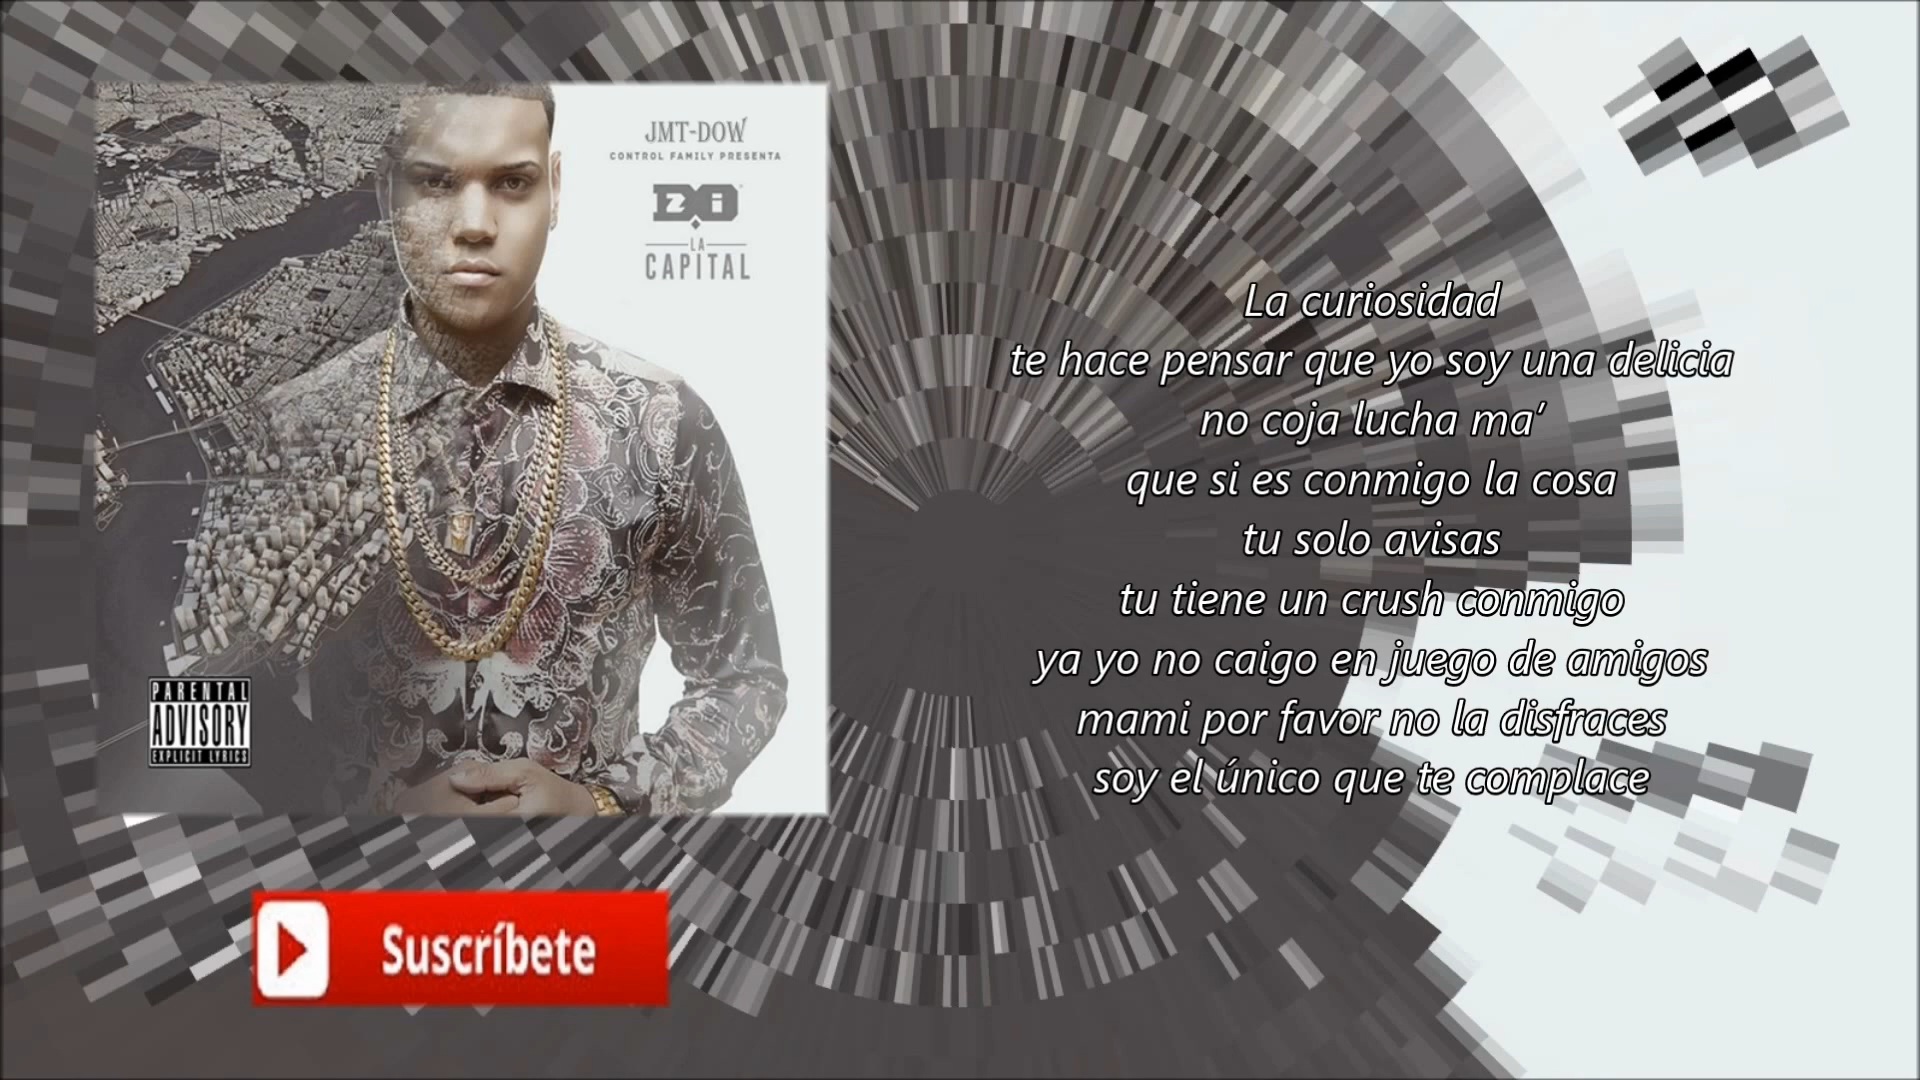 JMT-DOW
CONTROL FAMILY PRESENTA
LA
CAPITAL
PARENTAL
ADVISORY
EXPLICIT LYRICS
Suscríbete
La curiosidad
te hace pensar que yo soy una delicia
no coja lucha ma’
que si es conmigo la cosa
tu solo avisas
tu tiene un crush conmigo
ya yo no caigo en juego de amigos
mami por favor no la disfraces
soy el único que te complace